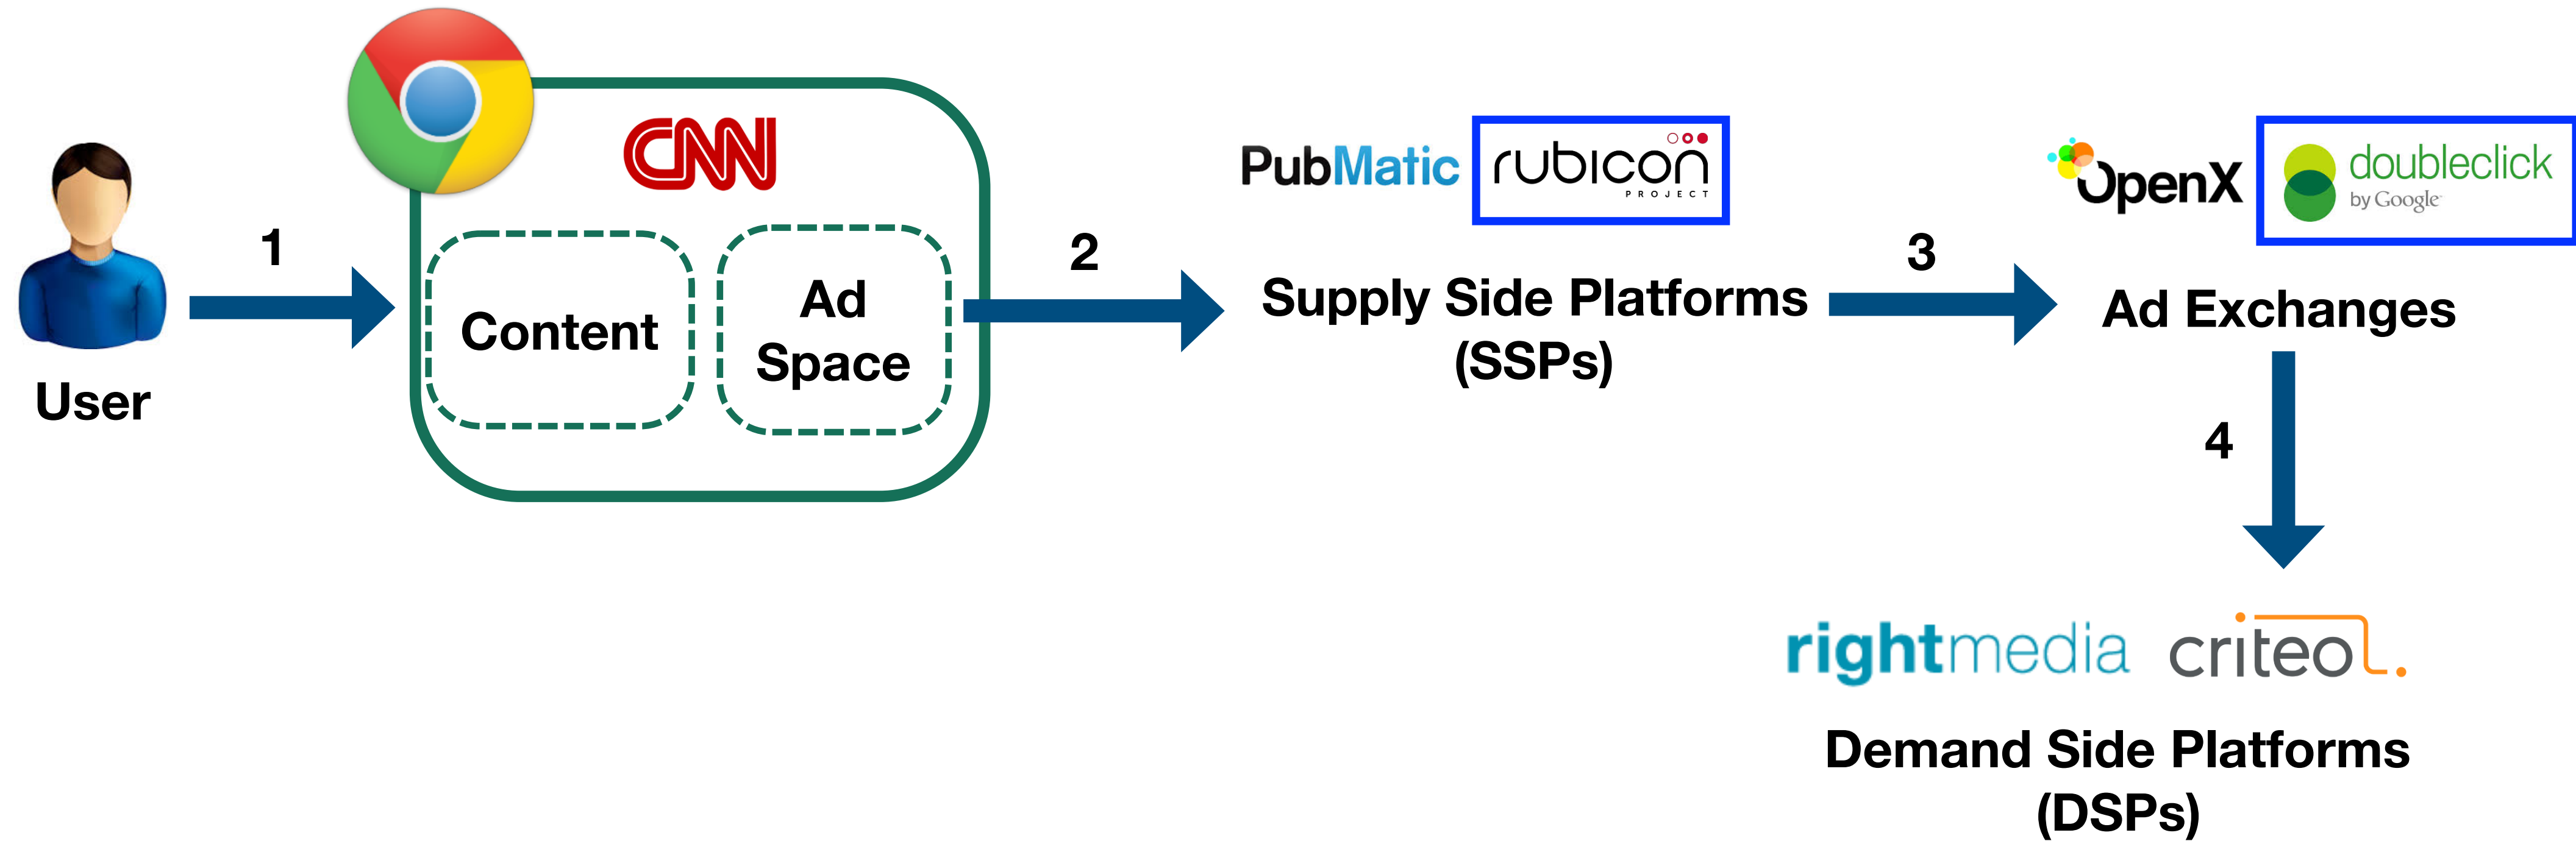 CNN
PubMatic
rubicon
PROJECT
OpenX
doubleclick
by Google
1
2
3
Content
Ad
Space
Supply Side Platforms
(SSPs)
Ad Exchanges
User
4
rightmedia
criteo
Demand Side Platforms
(DSPs)